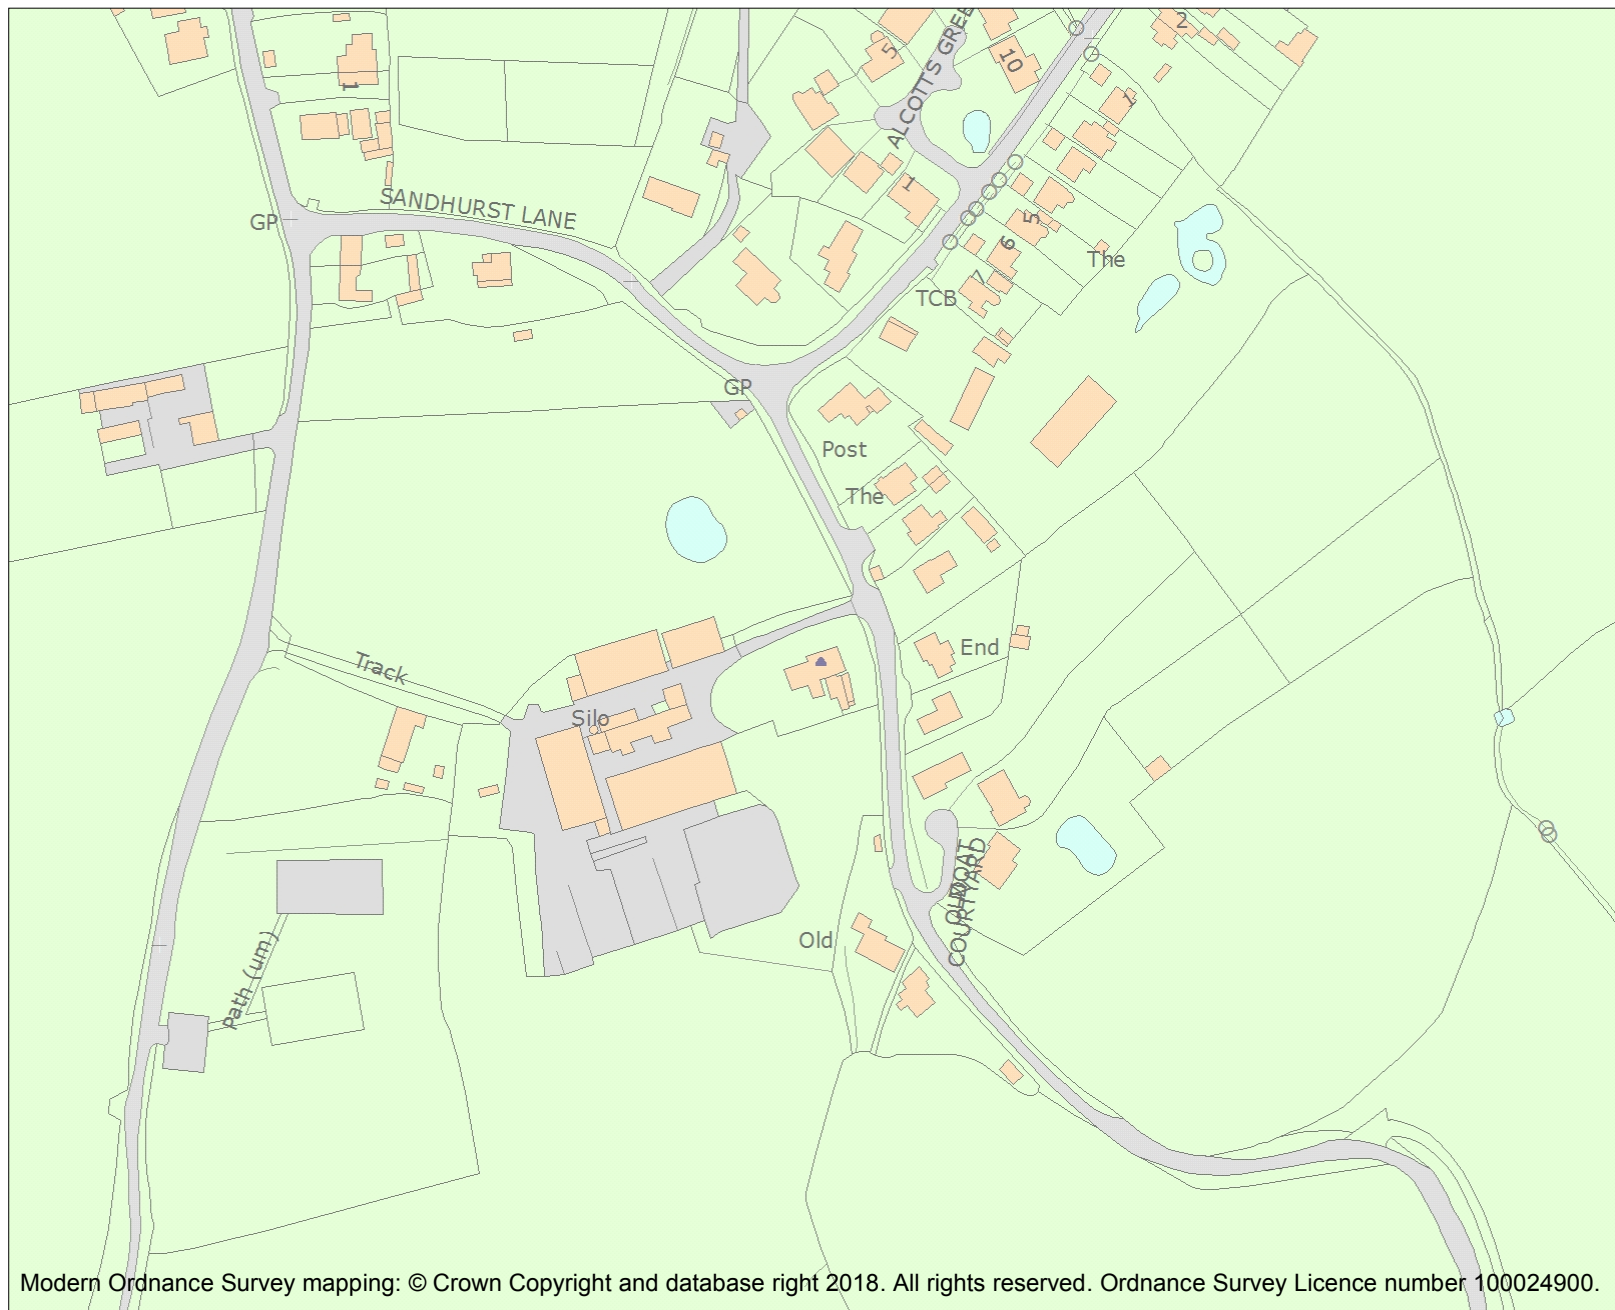 2
5
10
ALCOTTS GREE
1
1
SANDHURST LANE
GP
1
5
6
The
7
TCB
GP
Post
The
End
Track
Silo
OLD OAT
COURTYARD
Old
Path (um)
Modern Ordnance Survey mapping: © Crown Copyright and database right 2018. All rights reserved. Ordnance Survey Licence number 100024900.